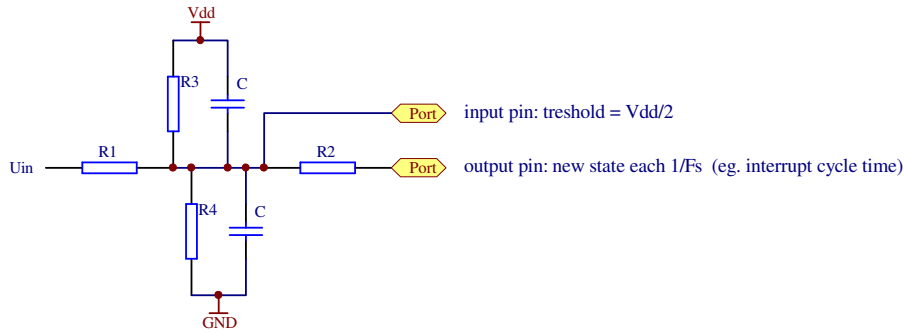 Vdd
R3
C
Port
input pin: treshold = Vdd/2
Uin
R1
R2
Port
output pin: new state each 1/Fs (eg. interrupt cycle time)
R4
C
GND